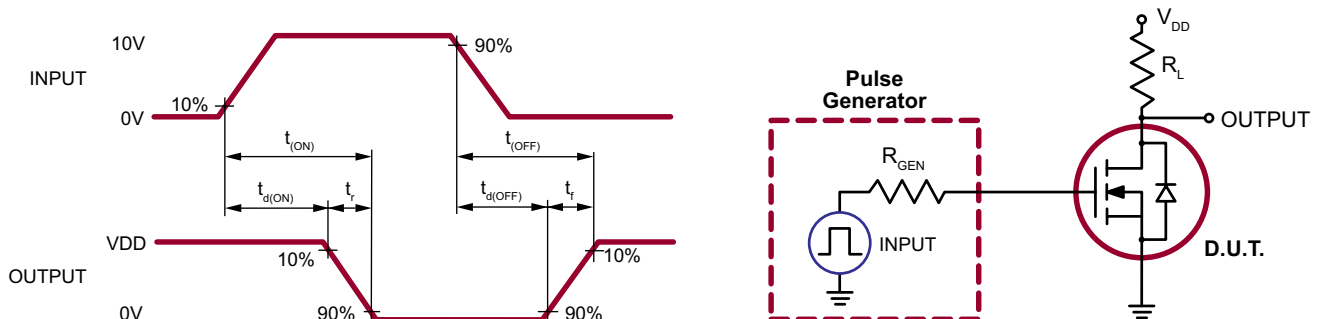 10V
INPUT
0V
10%
90%
t(ON)
t(OFF)
td(ON)
tr
td(OFF)
tf
VDD
OUTPUT
0V
10%
90%
10%
90%
Pulse
Generator
RGEN
INPUT
VDD
RL
OUTPUT
D.U.T.